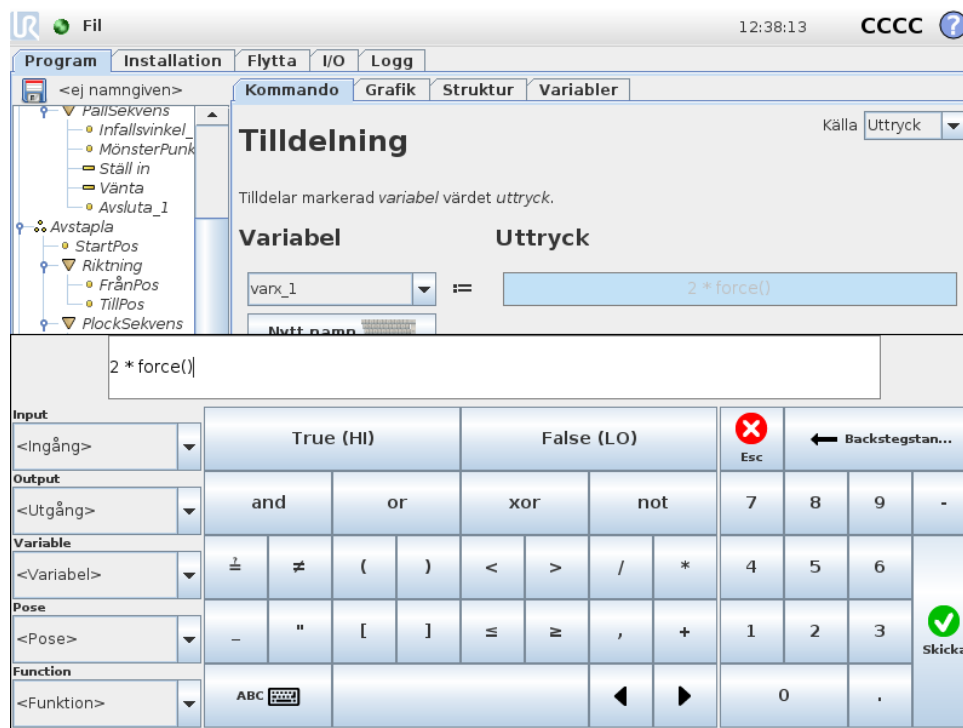 UR Fil 12:38:13 CCCC ?
Program Installation Flytta I/O Logg
<ej namngiven> Kommando Grafik Struktur Variabler
PallSekvens
Infallsvinkel_
MönsterPunk
Ställ in
Vänta
Avsluta_1
Avstapla
StartPos
Riktning
FrånPos
TillPos
PlockSekvens
Tilldelning
Källa Uttryck
Tilldelar markerad variabel värdet uttryck.
Variabel Uttryck
varx_1 := 2 * force()
Nytt namn
2 * force()
Input
<Ingång> True (HI) False (LO) Esc Backstegstan...
Output
<Utgång> and or xor not 7 8 9 -
Variable
<Variabel> ≟ ≠ ( ) < > / * 4 5 6
Pose
<Pose> _ " [ ] ≤ ≥ , + 1 2 3 Skicka
Function
<Funktion> ABC 0 .